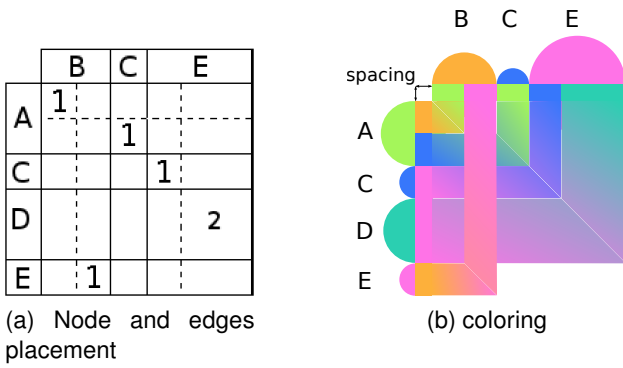 B C E
A 1
1
C 1
D 2
E 1
(a) Node and edges
placement
B C E
spacing
A
C
D
E
(b) coloring